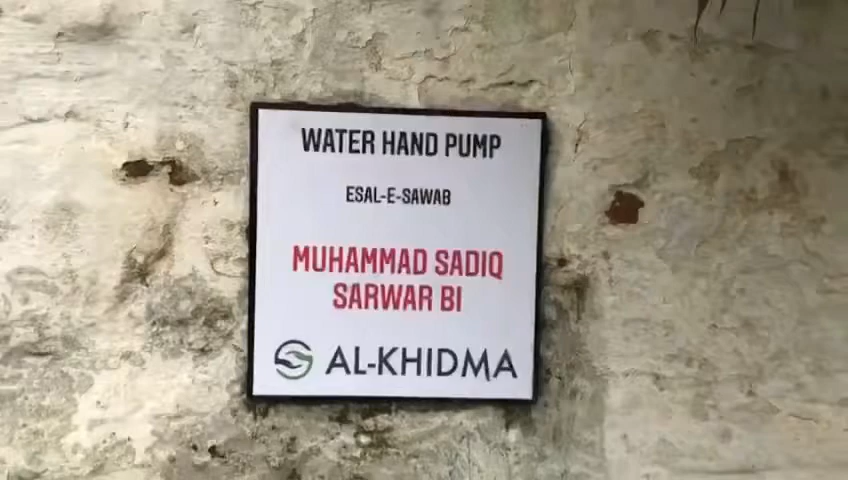 WATER HAND PUMP
ESAL-E-SAWAB
MUHAMMAD SADIQ
SARWAR BI
AL-KHIDMA